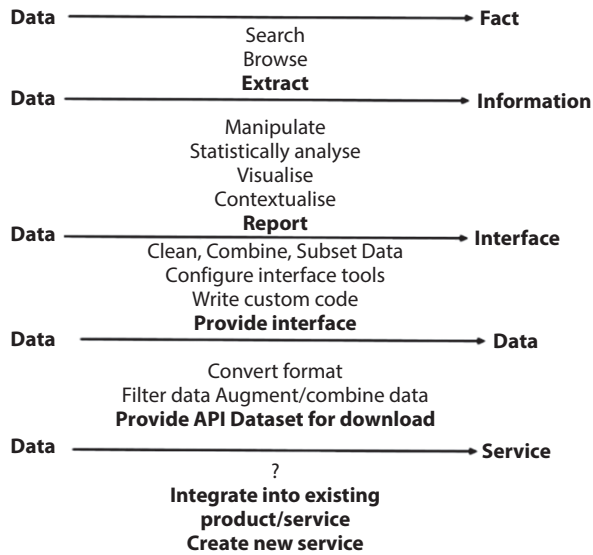 Data Fact
Search
Browse
Extract
Data Information
Manipulate
Statistically analyse
Visualise
Contextualise
Report
Data Interface
Clean, Combine, Subset Data
Configure interface tools
Write custom code
Provide interface
Data Data
Convert format
Filter data Augment/combine data
Provide API Dataset for download
Data Service
?
Integrate into existing
product/service
Create new service